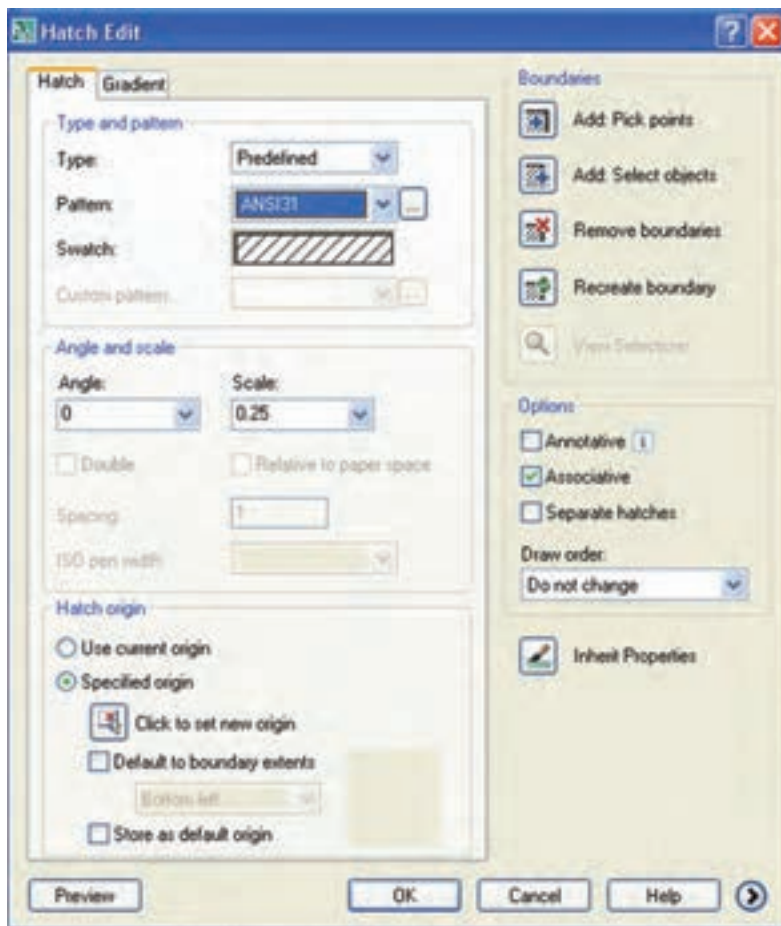 Hatch Edit
Hatch
Gradient
Type and pattern
Type:
Predefined
Pattern:
ANSI31
...
Swatch:
Custom pattern:
...
Angle and scale
Angle:
Scale:
0
0.25
Double
Relative to paper space
Spacing:
1
ISO pen width:
Hatch origin
Use current origin
Specified origin
Click to set new origin
Default to boundary extents
Bottom left
Store as default origin
Boundaries
Add: Pick points
Add: Select objects
Remove boundaries
Recreate boundary
View Selections
Options
Annotative
Associative
Separate hatches
Draw order:
Do not change
Inherit Properties
Preview
OK
Cancel
Help